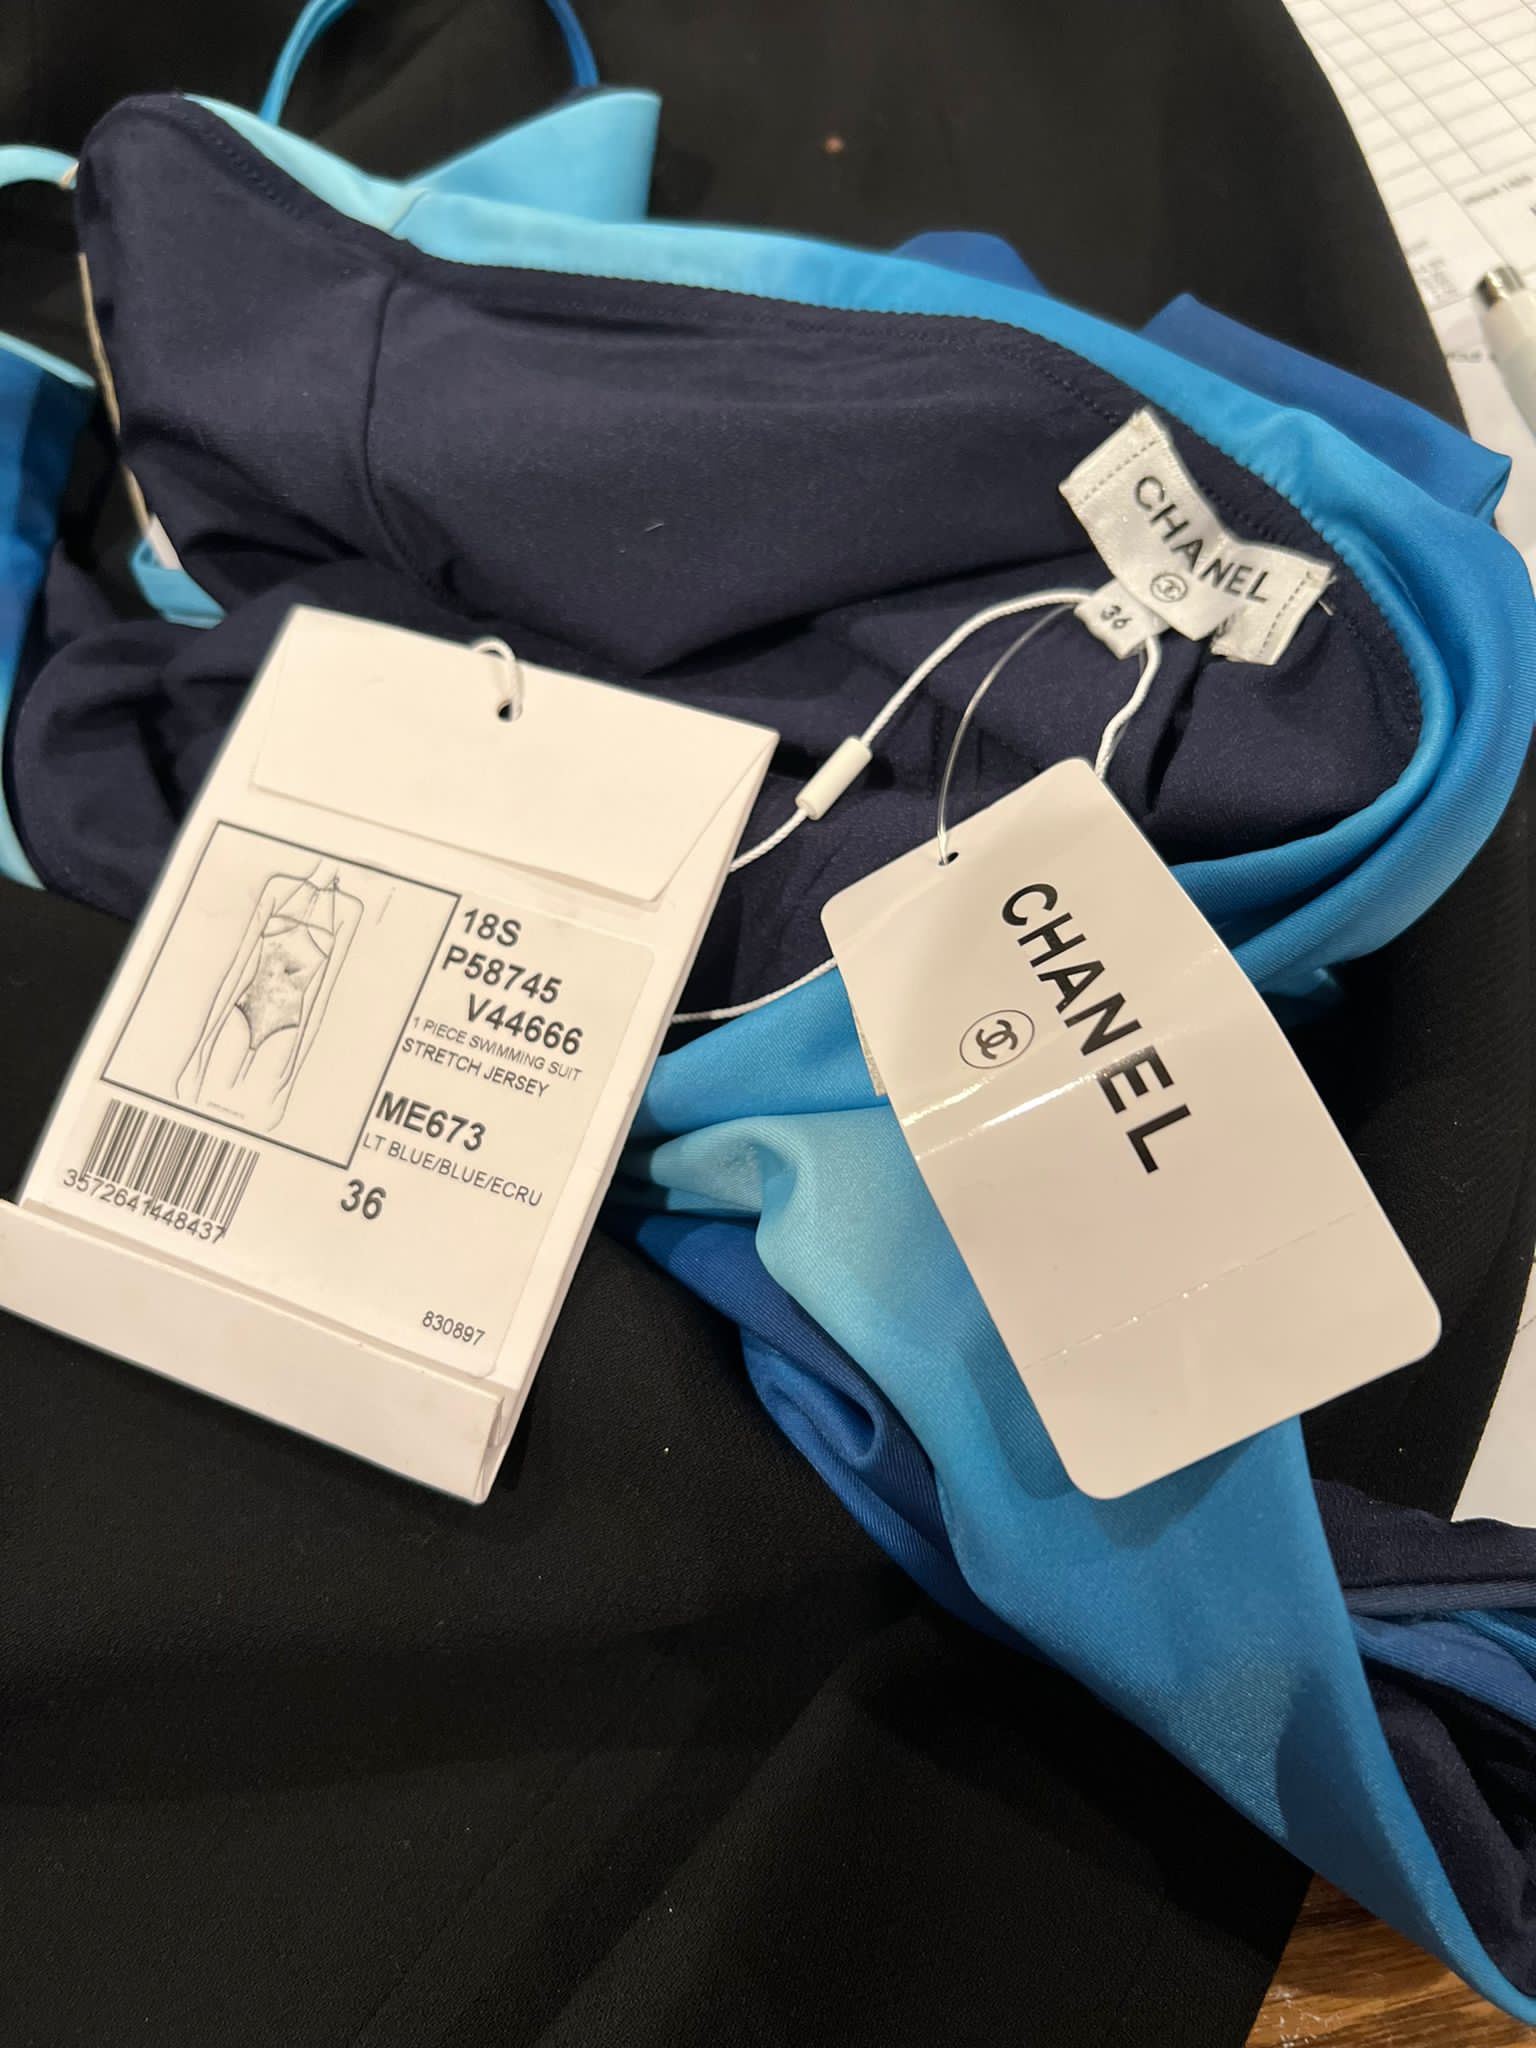 CHANEL
36
18S
P58745
V44666
1 PIECE SWIMMING SUIT
STRETCH JERSEY
ME673
LT BLUE/BLUE/ECRU
36
3572641448437
830897
CHANEL